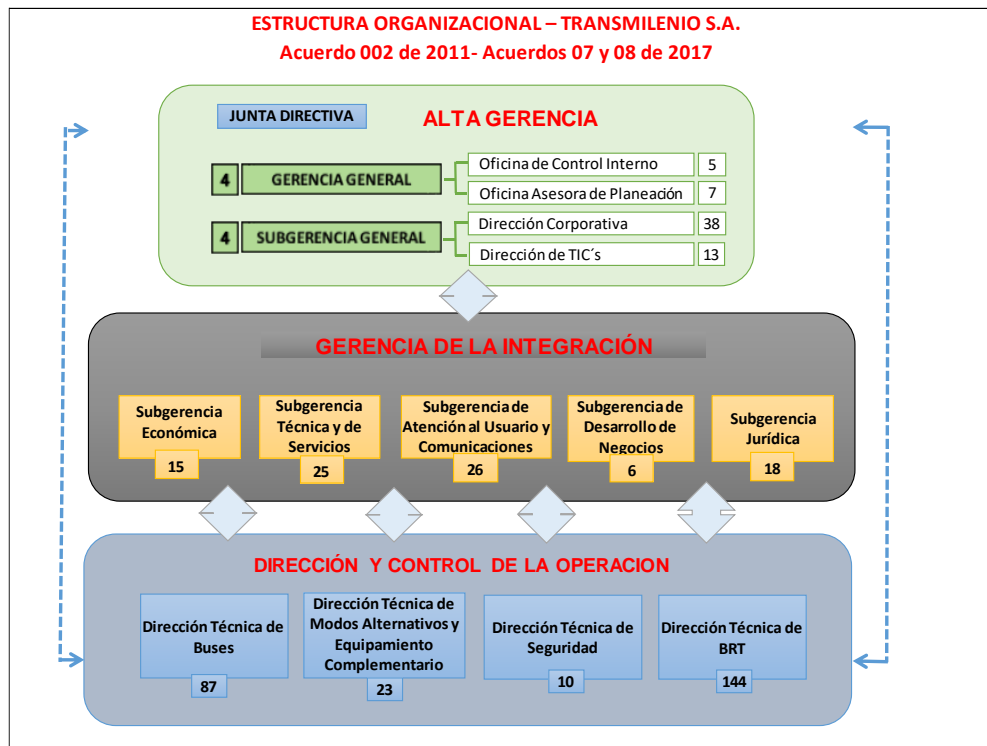 ESTRUCTURA ORGANIZACIONAL – TRANSMILENIO S.A.
Acuerdo 002 de 2011- Acuerdos 07 y 08 de 2017
JUNTA DIRECTIVA
ALTA GERENCIA
4
GERENCIA GENERAL
Oficina de Control Interno
5
Oficina Asesora de Planeación
7
4
SUBGERENCIA GENERAL
Dirección Corporativa
38
Dirección de TIC´s
13
GERENCIA DE LA INTEGRACIÓN
Subgerencia
Económica
15
Subgerencia
Técnica y de
Servicios
25
Subgerencia de
Atención al Usuario y
Comunicaciones
26
Subgerencia de
Desarrollo de
Negocios
6
Subgerencia
Jurídica
18
DIRECCIÓN Y CONTROL DE LA OPERACION
Dirección Técnica de
Buses
87
Dirección Técnica de
Modos Alternativos y
Equipamiento
Complementario
23
Dirección Técnica de
Seguridad
10
Dirección Técnica de
BRT
144